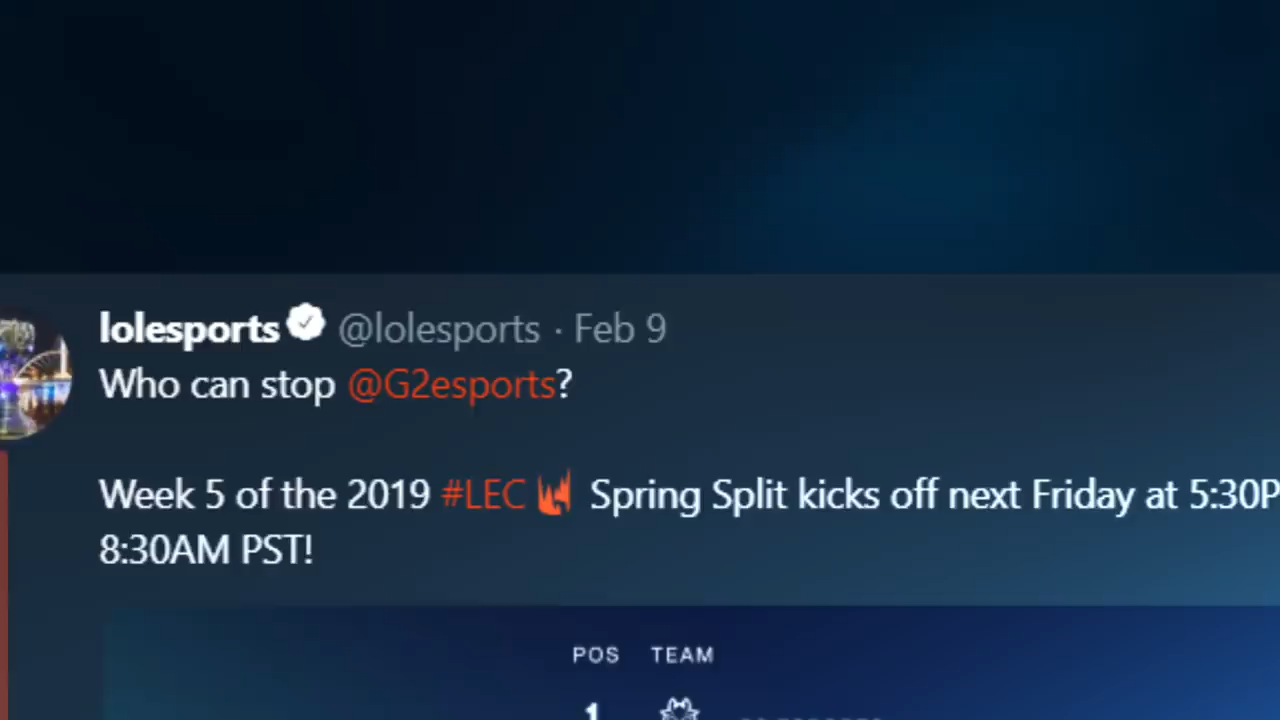 lolesports @lolesports · Feb 9
Who can stop @G2esports?
Week 5 of the 2019 #LEC Spring Split kicks off next Friday at 5:30P
8:30AM PST!
POS TEAM
1